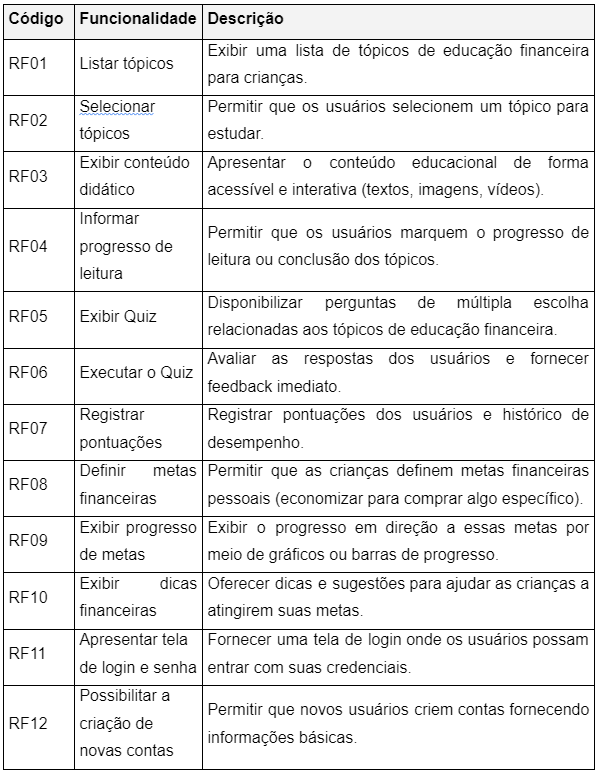 Código Funcionalidade Descrição
RF01 Listar tópicos Exibir uma lista de tópicos de educação financeira
para crianças.
RF02 Selecionar Permitir que os usuários selecionem um tópico para
tópicos estudar.
RF03 Exibir conteúdo Apresentar o conteúdo educacional de forma
didático acessível e interativa (textos, imagens, vídeos).
Informar
RF04 progresso de Permitir que os usuários marquem o progresso de
leitura leitura ou conclusão dos tópicos.
RF05 Exibir Quiz Disponibilizar perguntas de múltipla escolha
relacionadas aos tópicos de educação financeira.
RF06 Executar o Quiz Avaliar as respostas dos usuários e fornecer
feedback imediato.
RF07 Registrar Registrar pontuações dos usuários e histórico de
pontuações desempenho.
RF08 Definir metas Permitir que as crianças definem metas financeiras
financeiras pessoais (economizar para comprar algo específico).
RF09 Exibir progresso Exibir o progresso em direção a essas metas por
de metas meio de gráficos ou barras de progresso.
RF10 Exibir dicas Oferecer dicas e sugestões para ajudar as crianças a
financeiras atingirem suas metas.
RF11 Apresentar tela Fornecer uma tela de login onde os usuários possam
de login e senha entrar com suas credenciais.
Possibilitar a
RF12 criação de Permitir que novos usuários criem contas fornecendo
novas contas informações básicas.